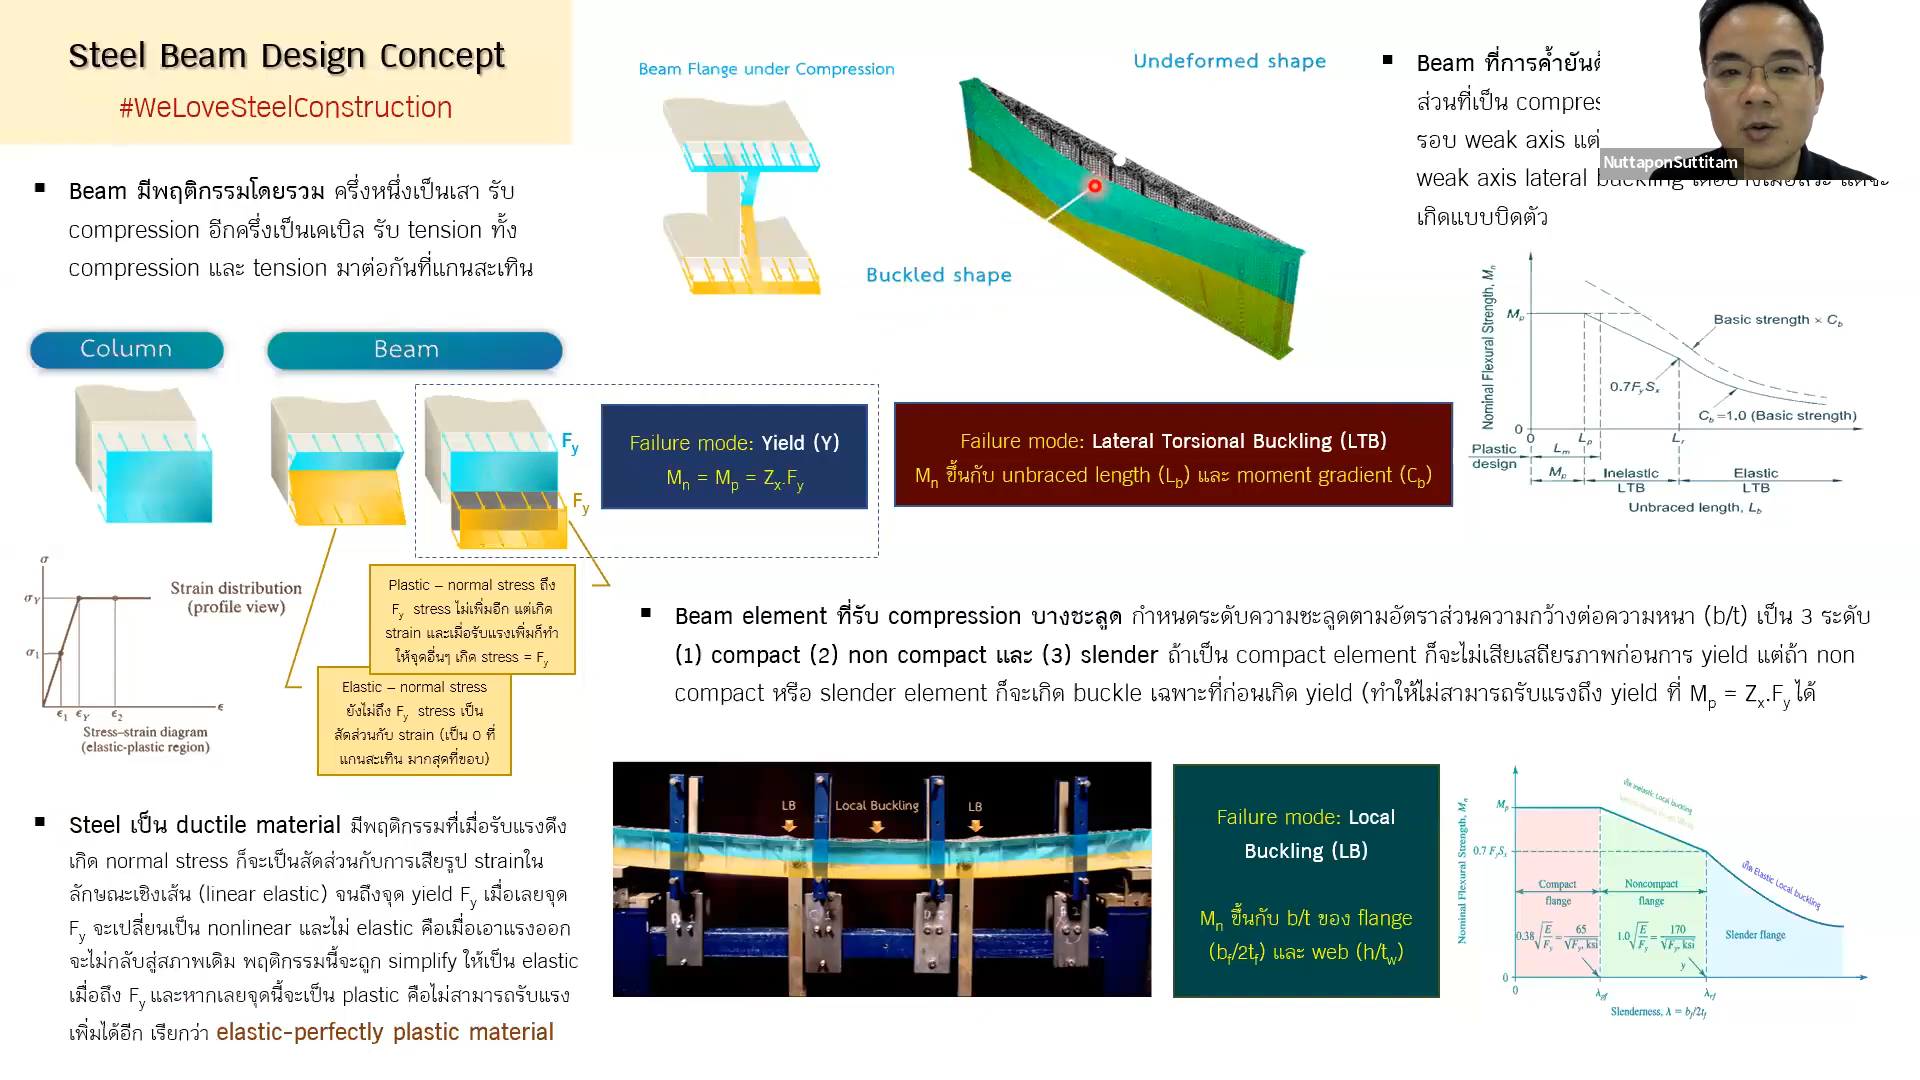 Steel Beam Design Concept
#WeLoveSteelConstruction
▪ Beam มีพฤติกรรมโดยรวม ครึ่งหนึ่งเป็นเสา รับ
compression อีกครึ่งเป็นเคเบิล รับ tension ทั้ง
compression และ tension มาต่อกันที่แกนสะเทิน
Column
Beam
Fy
Fy
Failure mode: Yield (Y)
Mn = Mp = Zx.Fy
Plastic – normal stress ถึง
Fy stress ไม่เพิ่มอีก แต่เกิด
strain และเมื่อรับแรงเพิ่มก็ทำ
ให้จุดอื่นๆ เกิด stress = Fy
Elastic – normal stress
ยังไม่ถึง Fy stress เป็น
สัดส่วนกับ strain (เป็น 0 ที่
แกนสะเทิน มากสุดที่ขอบ)
σ
σY
σ1
ϵ1 ϵY ϵ2 ϵ
Strain distribution
(profile view)
Stress–strain diagram
(elastic-plastic region)
▪ Steel เป็น ductile material มีพฤติกรรมที่เมื่อรับแรงดึง
เกิด normal stress ก็จะเป็นสัดส่วนกับการเสียรูป strainใน
ลักษณะเชิงเส้น (linear elastic) จนถึงจุด yield Fy เมื่อเลยจุด
Fy จะเปลี่ยนเป็น nonlinear และไม่ elastic คือเมื่อเอาแรงออก
จะไม่กลับสู่สภาพเดิม พฤติกรรมนี้จะถูก simplify ให้เป็น elastic
เมื่อถึง Fy และหากเลยจุดนี้จะเป็น plastic คือไม่สามารถรับแรง
เพิ่มได้อีก เรียกว่า elastic-perfectly plastic material
Beam Flange under Compression
Undeformed shape
Buckled shape
▪ Beam ที่การค้ำยัน
ส่วนที่เป็น compres
รอบ weak axis แต่
weak axis lateral buckling
เกิดแบบบิดตัว
NuttaponSuttitam
Failure mode: Lateral Torsional Buckling (LTB)
Mn ขึ้นกับ unbraced length (Lb) และ moment gradient (Cb)
Nominal Flexural Strength, Mn
Mp
Basic strength × Cb
0.7FySx
Cb=1.0 (Basic strength)
0
0 Lp Lr
Plastic
design
Lm
Mp
Inelastic
LTB
Elastic
LTB
Unbraced length, Lb
▪ Beam element ที่รับ compression บางชะลูด กำหนดระดับความชะลูดตามอัตราส่วนความกว้างต่อความหนา (b/t) เป็น 3 ระดับ
(1) compact (2) non compact และ (3) slender ถ้าเป็น compact element ก็จะไม่เสียเสถียรภาพก่อนการ yield แต่ถ้า non
compact หรือ slender element ก็จะเกิด buckle เฉพาะที่ก่อนเกิด yield (ทำให้ไม่สามารถรับแรงถึง yield ที่ Mp = Zx.Fy ได้
LB
Local Buckling
LB
Failure mode: Local
Buckling (LB)
Mn ขึ้นกับ b/t ของ flange
(bf/2tf) และ web (h/tw)
Nominal Flexural Strength, Mn
Mp
0.7 FySx
เกิด Inelastic Local buckling
เกิด Elastic Local buckling
Compact
flange
Noncompact
flange
Slender flange
0.38√E/Fy = 65/√Fy, ksi
1.0√E/Fy = 170/√Fy, ksi
y
0
0 λpf λrf
Slenderness, λ = bf/2tf